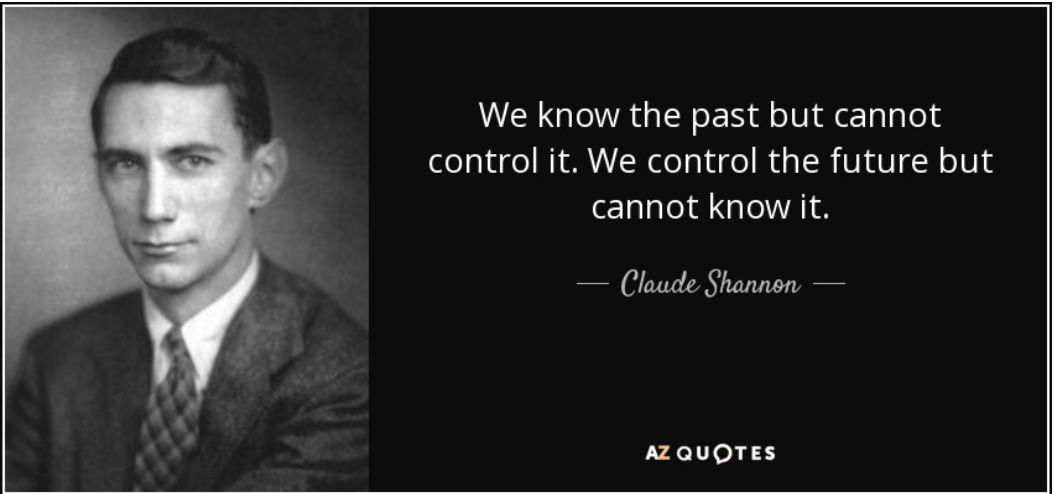 We know the past but cannot
control it. We control the future but
cannot know it.
— Claude Shannon —
AZ QUOTES